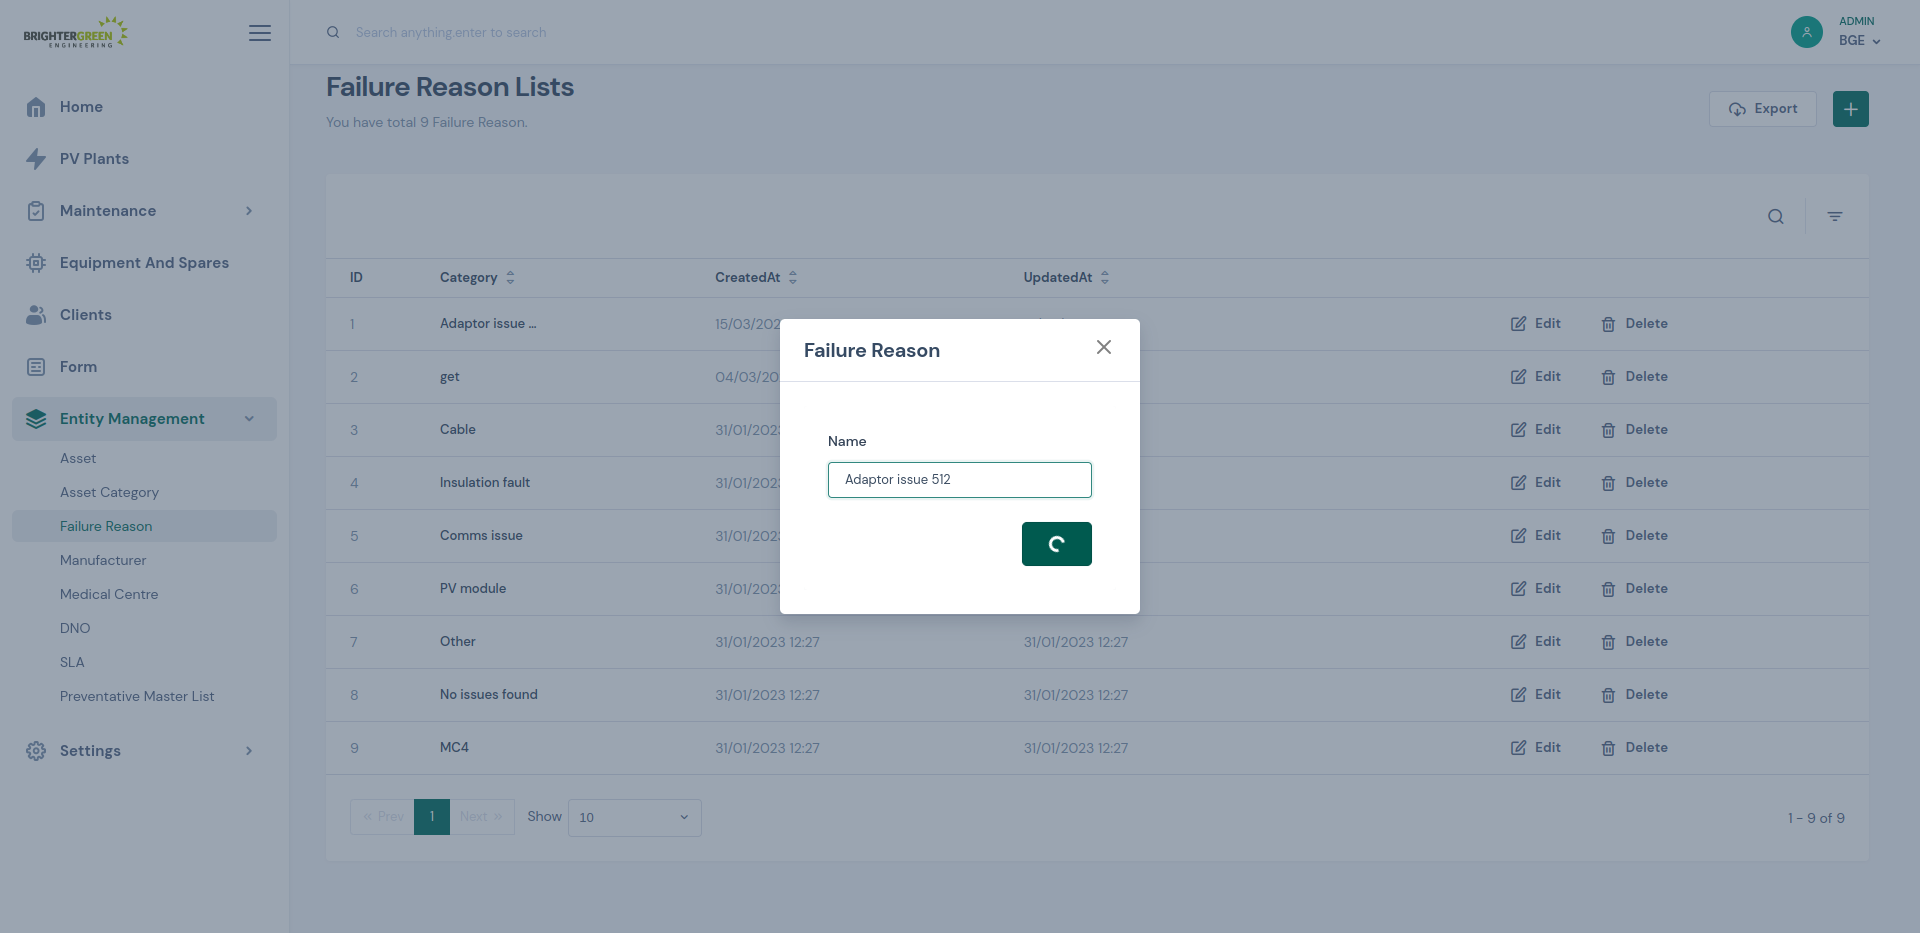 BRIGHTERGREEN
ENGINEERING
Search anything.enter to search
ADMIN
BGE
Home
PV Plants
Maintenance
Equipment And Spares
Clients
Form
Entity Management
Asset
Asset Category
Failure Reason
Manufacturer
Medical Centre
DNO
SLA
Preventative Master List
Settings
Failure Reason Lists
You have total 9 Failure Reason.
Export
ID Category CreatedAt UpdatedAt
1 Adaptor issue ... 15/03/202 Edit Delete
2 get 04/03/20 Edit Delete
3 Cable 31/01/202 Edit Delete
4 Insulation fault 31/01/202 Edit Delete
5 Comms issue 31/01/202 Edit Delete
6 PV module 31/01/202 Edit Delete
7 Other 31/01/2023 12:27 31/01/2023 12:27 Edit Delete
8 No issues found 31/01/2023 12:27 31/01/2023 12:27 Edit Delete
9 MC4 31/01/2023 12:27 31/01/2023 12:27 Edit Delete
« Prev 1 Next » Show 10
1 - 9 of 9
Failure Reason
Name
Adaptor issue 512